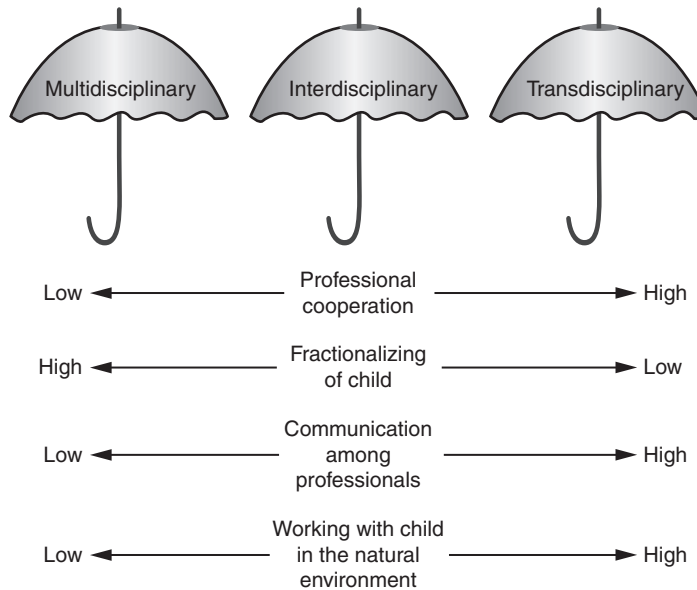 Multidisciplinary Interdisciplinary Transdisciplinary
Low Professional High
cooperation
High Fractionalizing Low
of child
Communication
Low among High
professionals
Working with child
Low in the natural High
environment